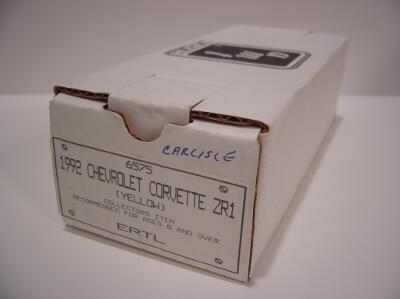 CARLISLE
6575
1992 CHEVROLET CORVETTE ZR1
(YELLOW)
COLLECTORS ITEM
RECOMMENDED FOR AGES 8 AND OVER
ERTL